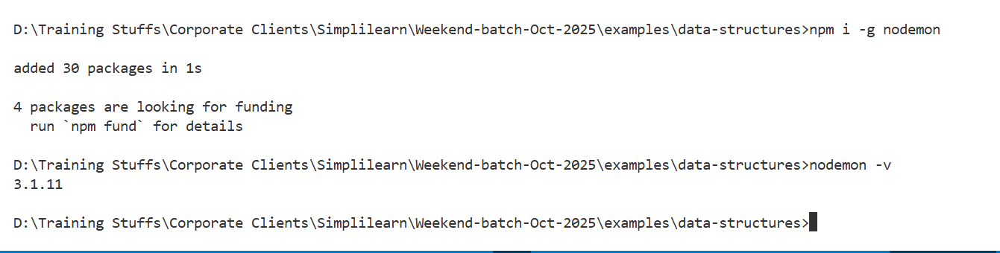 D:\Training Stuffs\Corporate Clients\Simplilearn\Weekend-batch-Oct-2025\examples\data-structures>npm i -g nodemon
added 30 packages in 1s
4 packages are looking for funding
  run `npm fund` for details
D:\Training Stuffs\Corporate Clients\Simplilearn\Weekend-batch-Oct-2025\examples\data-structures>nodemon -v
3.1.11
D:\Training Stuffs\Corporate Clients\Simplilearn\Weekend-batch-Oct-2025\examples\data-structures>